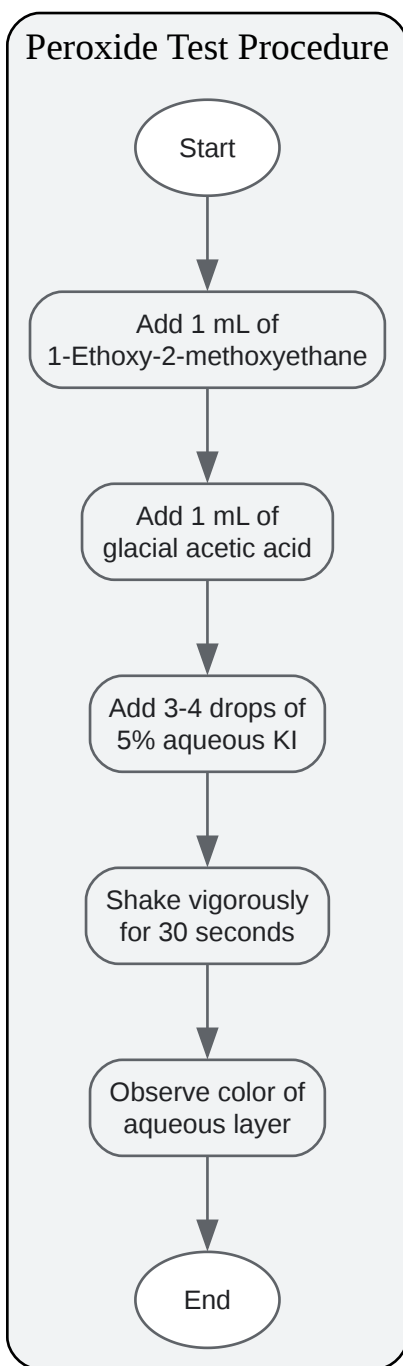 Peroxide Test Procedure
Start
Add 1 mL of
1-Ethoxy-2-methoxyethane
Add 1 mL of
glacial acetic acid
Add 3-4 drops of
5% aqueous KI
Shake vigorously
for 30 seconds
Observe color of
aqueous layer
End